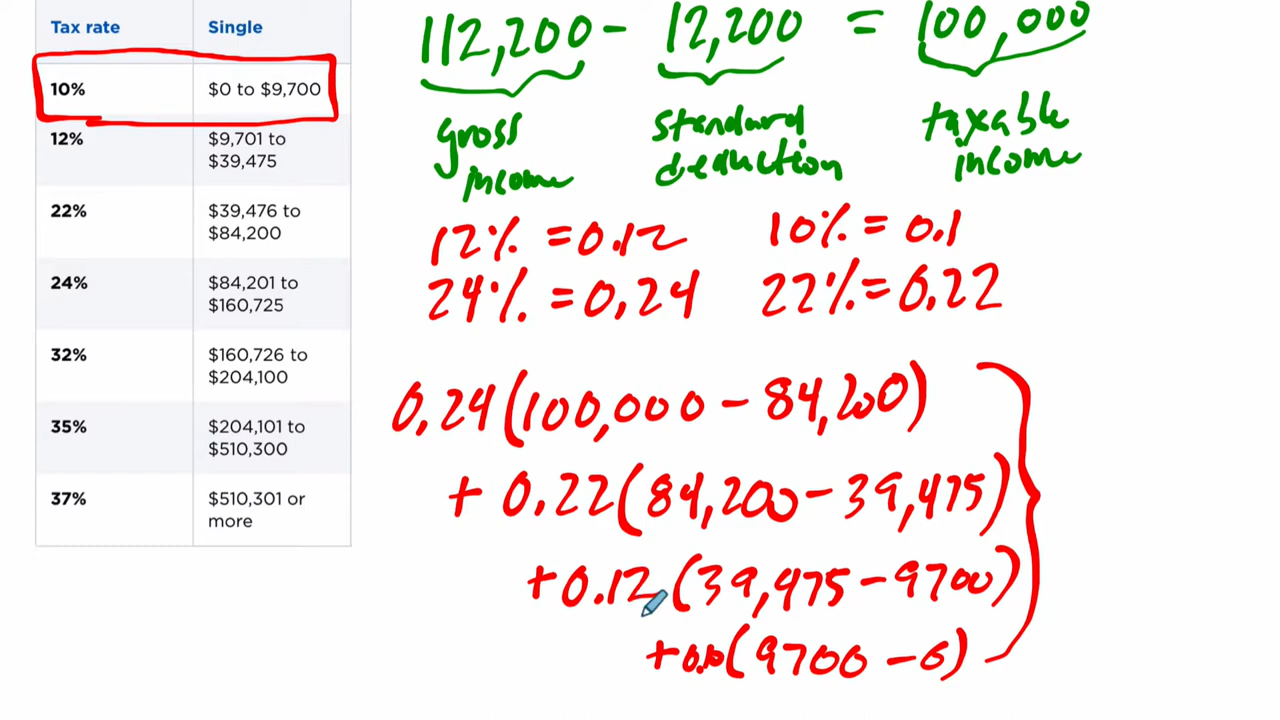 Tax rate Single
10% $0 to $9,700
12% $9,701 to
$39,475
22% $39,476 to
$84,200
24% $84,201 to
$160,725
32% $160,726 to
$204,100
35% $204,101 to
$510,300
37% $510,301 or
more
112,200 - 12,200 = 100,000
gross standard taxable
income deduction income
12% = 0.12 10% = 0.1
24% = 0.24 22% = 0.22
0.24(100,000 - 84,200)
+ 0.22(84,200 - 39,475)
+0.12(39,475 - 9700)
+0.10(9700 - 0)